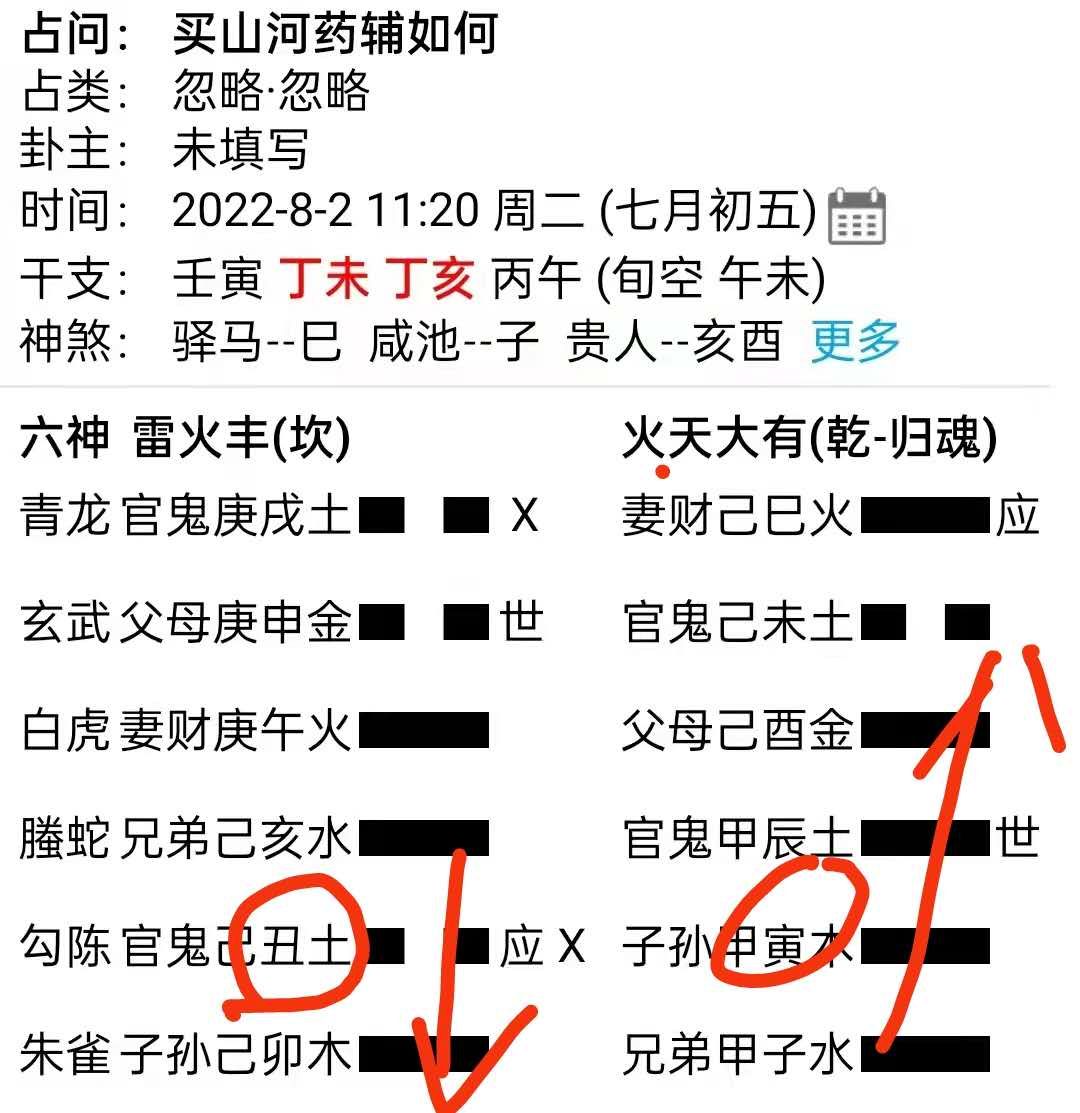 占问： 买山河药辅如何
占类： 忽略·忽略
卦主： 未填写
时间： 2022-8-2 11:20 周二 (七月初五)
干支： 壬寅 丁未 丁亥 丙午 (旬空 午未)
神煞： 驿马--巳 咸池--子 贵人--亥酉 更多
六神 雷火丰(坎) 火天大有(乾-归魂)
青龙 官鬼庚戌土 X 妻财己巳火 应
玄武 父母庚申金 世 官鬼己未土
白虎 妻财庚午火 父母己酉金
螣蛇 兄弟己亥水 官鬼甲辰土 世
勾陈 官鬼己丑土 应 X 子孙甲寅木
朱雀 子孙己卯木 兄弟甲子水